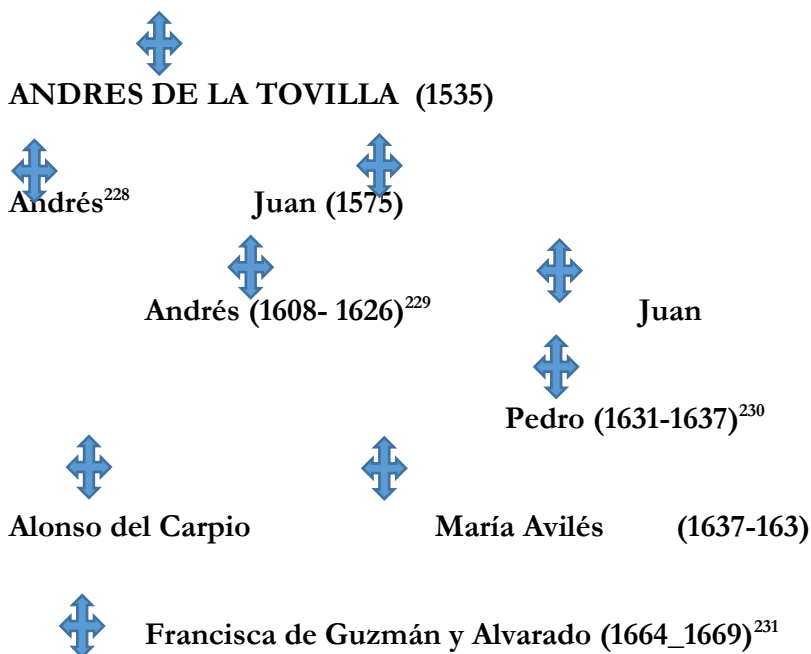 ANDRES DE LA TOVILLA (1535)
Andrés²²⁸ Juan (1575)
Andrés (1608- 1626)²²⁹ Juan
Pedro (1631-1637)²³⁰
Alonso del Carpio María Avilés (1637-163)
Francisca de Guzmán y Alvarado (1664_1669)²³¹